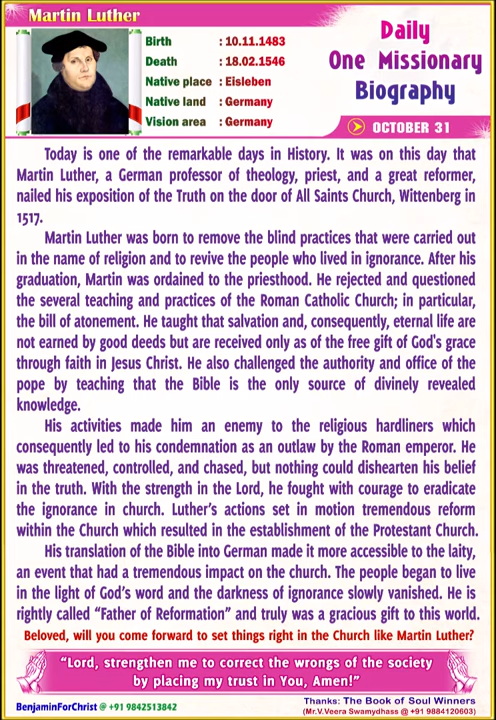 Martin Luther
Birth : 10.11.1483
Death : 18.02.1546
Native place : Eisleben
Native land : Germany
Vision area : Germany
Daily
One Missionary
Biography
OCTOBER 31
Today is one of the remarkable days in History. It was on this day that
Martin Luther, a German professor of theology, priest, and a great reformer,
nailed his exposition of the Truth on the door of All Saints Church, Wittenberg in
1517.
Martin Luther was born to remove the blind practices that were carried out
in the name of religion and to revive the people who lived in ignorance. After his
graduation, Martin was ordained to the priesthood. He rejected and questioned
the several teaching and practices of the Roman Catholic Church; in particular,
the bill of atonement. He taught that salvation and, consequently, eternal life are
not earned by good deeds but are received only as of the free gift of God's grace
through faith in Jesus Christ. He also challenged the authority and office of the
pope by teaching that the Bible is the only source of divinely revealed
knowledge.
His activities made him an enemy to the religious hardliners which
consequently led to his condemnation as an outlaw by the Roman emperor. He
was threatened, controlled, and chased, but nothing could dishearten his belief
in the truth. With the strength in the Lord, he fought with courage to eradicate
the ignorance in church. Luther's actions set in motion tremendous reform
within the Church which resulted in the establishment of the Protestant Church.
His translation of the Bible into German made it more accessible to the laity,
an event that had a tremendous impact on the church. The people began to live
in the light of God's word and the darkness of ignorance slowly vanished. He is
rightly called “Father of Reformation” and truly was a gracious gift to this world.
Beloved, will you come forward to set things right in the Church like Martin Luther?
“Lord, strengthen me to correct the wrongs of the society
by placing my trust in You, Amen!”
BenjaminForChrist @ +91 9842513842
Thanks: The Book of Soul Winners
(Mr.V.Veera Swamydhass @ +91 9884120603)